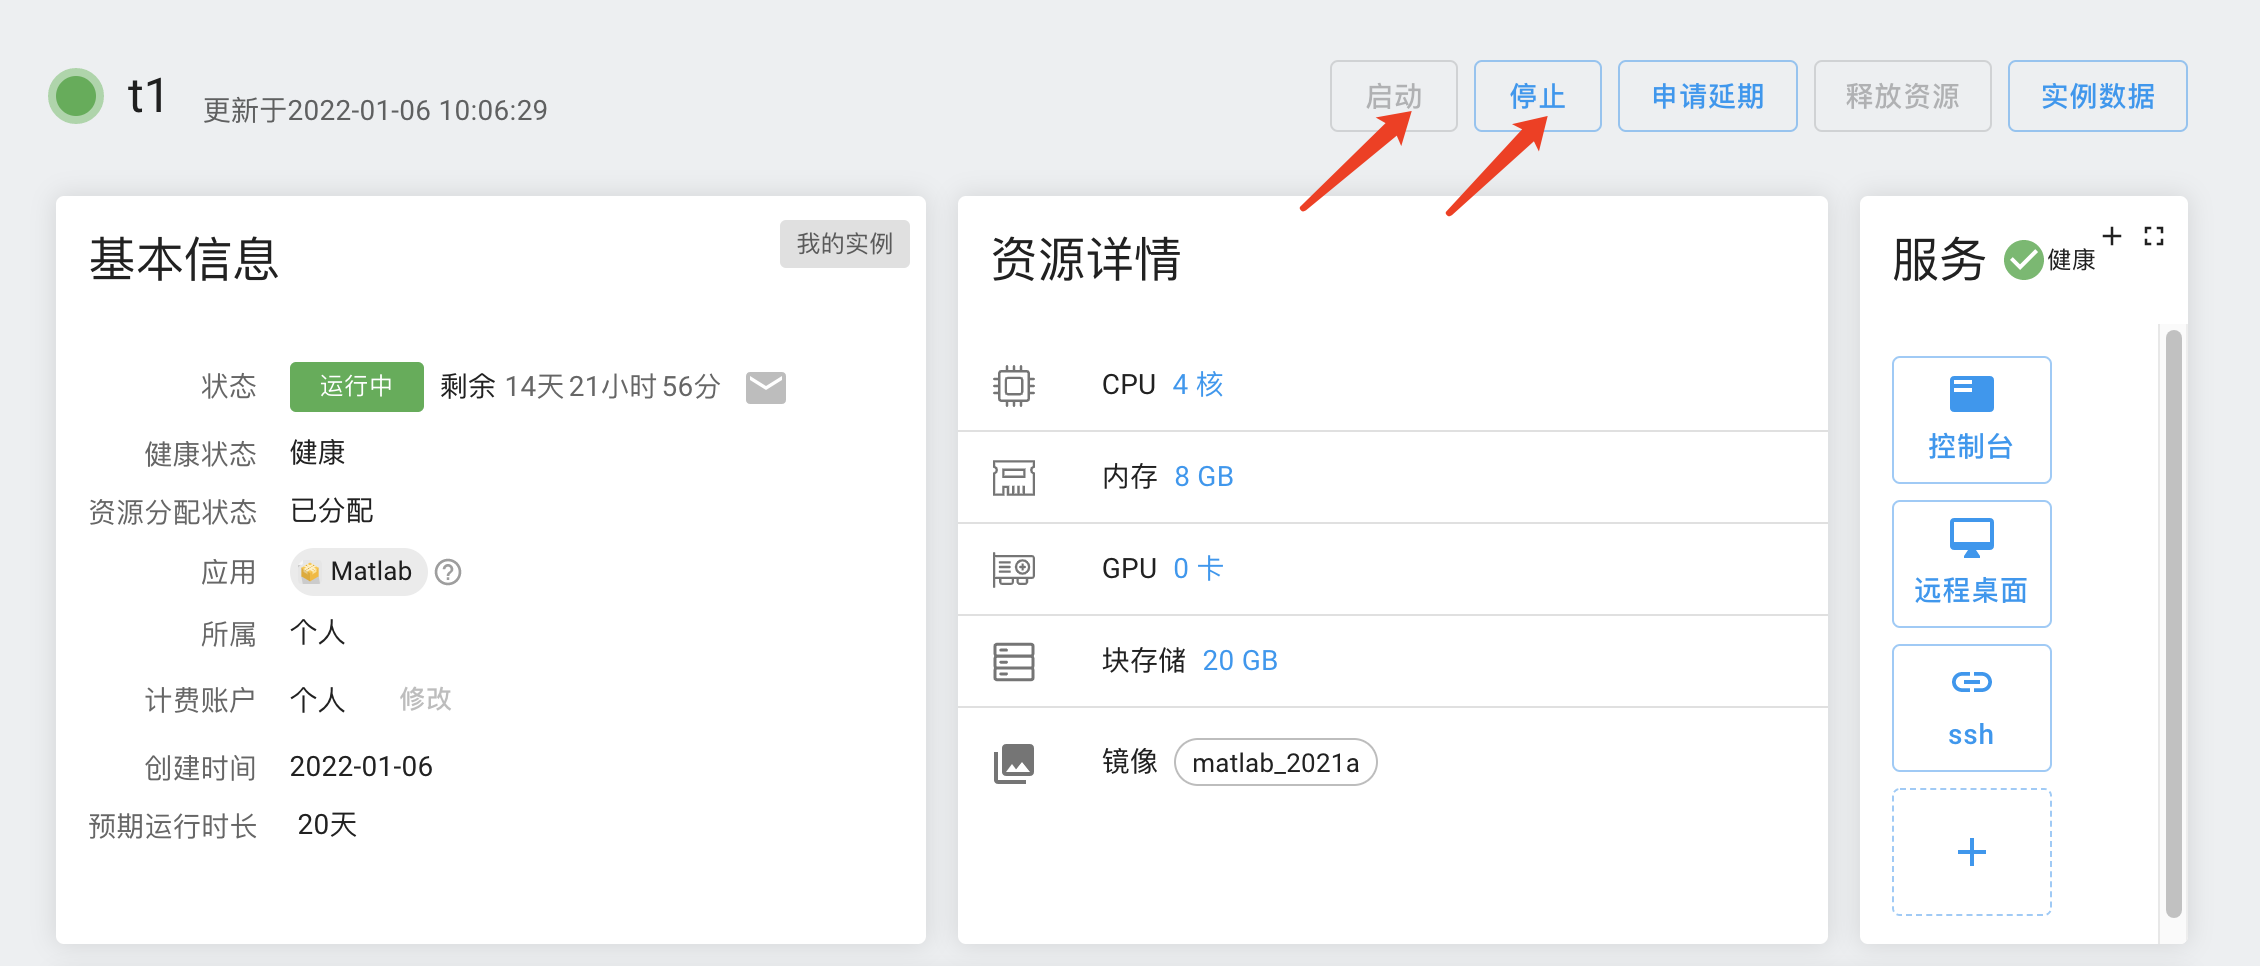 t1 更新于2022-01-06 10:06:29 启动 停止 申请延期 释放资源 实例数据
基本信息 我的实例
状态 运行中 剩余 14天 21小时 56分
健康状态 健康
资源分配状态 已分配
应用 Matlab
所属 个人
计费账户 个人 修改
创建时间 2022-01-06
预期运行时长 20天
资源详情
CPU 4 核
内存 8 GB
GPU 0 卡
块存储 20 GB
镜像 matlab_2021a
服务 健康
控制台
远程桌面
ssh